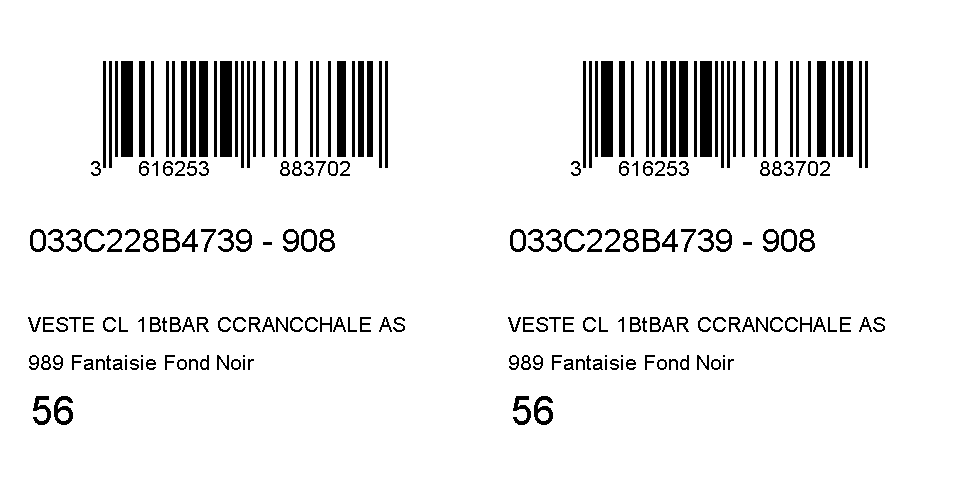 3 616253 883702
033C228B4739 - 908
VESTE CL 1BtBAR CCRANCCHALE AS
989 Fantaisie Fond Noir
56
3 616253 883702
033C228B4739 - 908
VESTE CL 1BtBAR CCRANCCHALE AS
989 Fantaisie Fond Noir
56